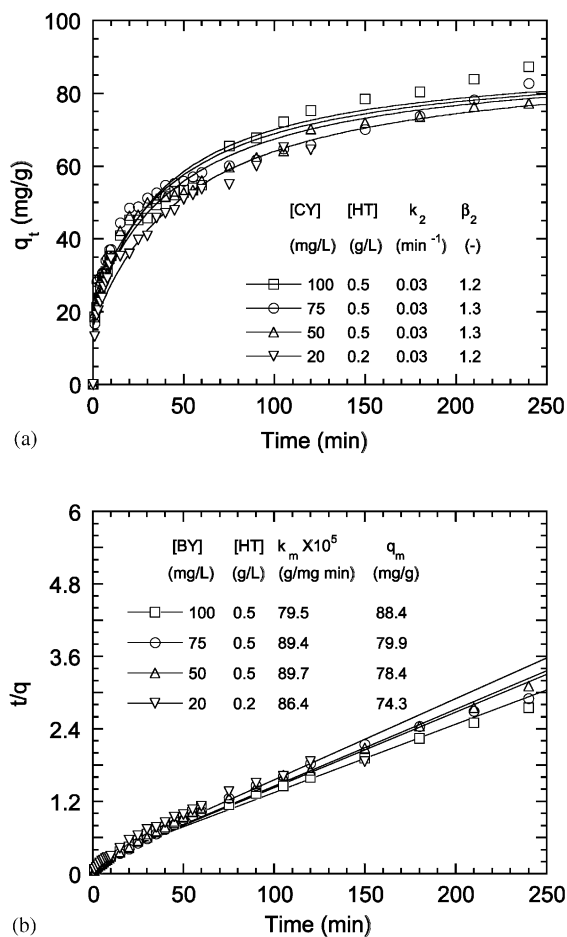 100
80
60
40
20
0
q_t (mg/g)
[CY] [HT] k_2 β_2
(mg/L) (g/L) (min⁻¹) (-)
100 0.5 0.03 1.2
75 0.5 0.03 1.3
50 0.5 0.03 1.3
20 0.2 0.03 1.2
0 50 100 150 200 250
(a) Time (min)
6
4.8
3.6
2.4
1.2
0
t/q
[BY] [HT] k_m X10⁵ q_m
(mg/L) (g/L) (g/mg min) (mg/g)
100 0.5 79.5 88.4
75 0.5 89.4 79.9
50 0.5 89.7 78.4
20 0.2 86.4 74.3
0 50 100 150 200 250
(b) Time (min)